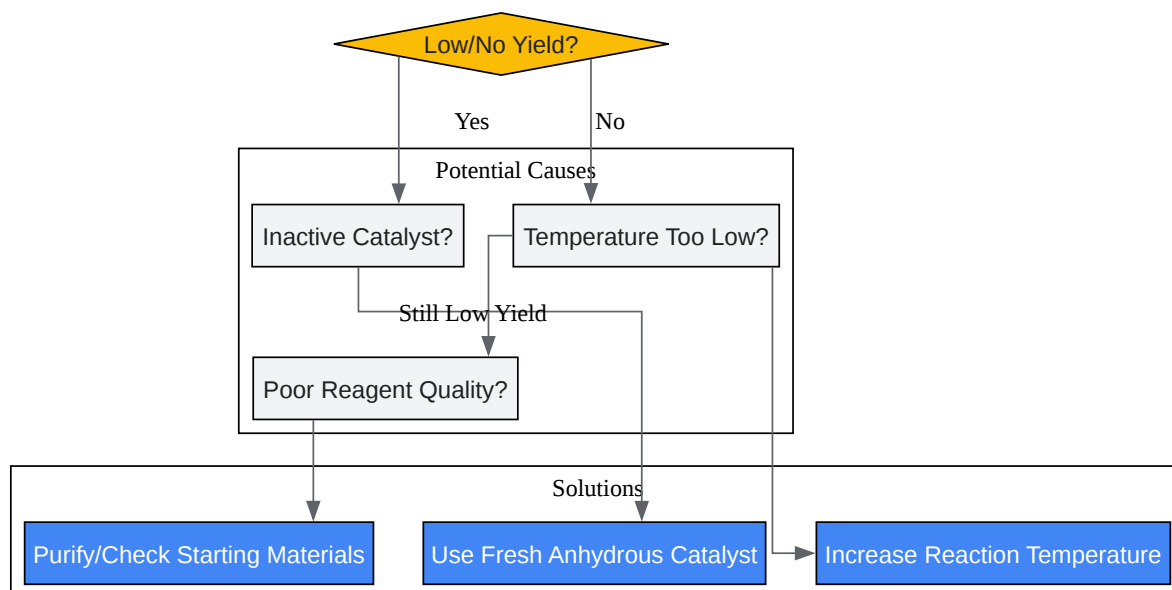 Low/No Yield?
Yes
No
Potential Causes
Inactive Catalyst?
Temperature Too Low?
Still Low Yield
Poor Reagent Quality?
Solutions
Purify/Check Starting Materials
Use Fresh Anhydrous Catalyst
Increase Reaction Temperature